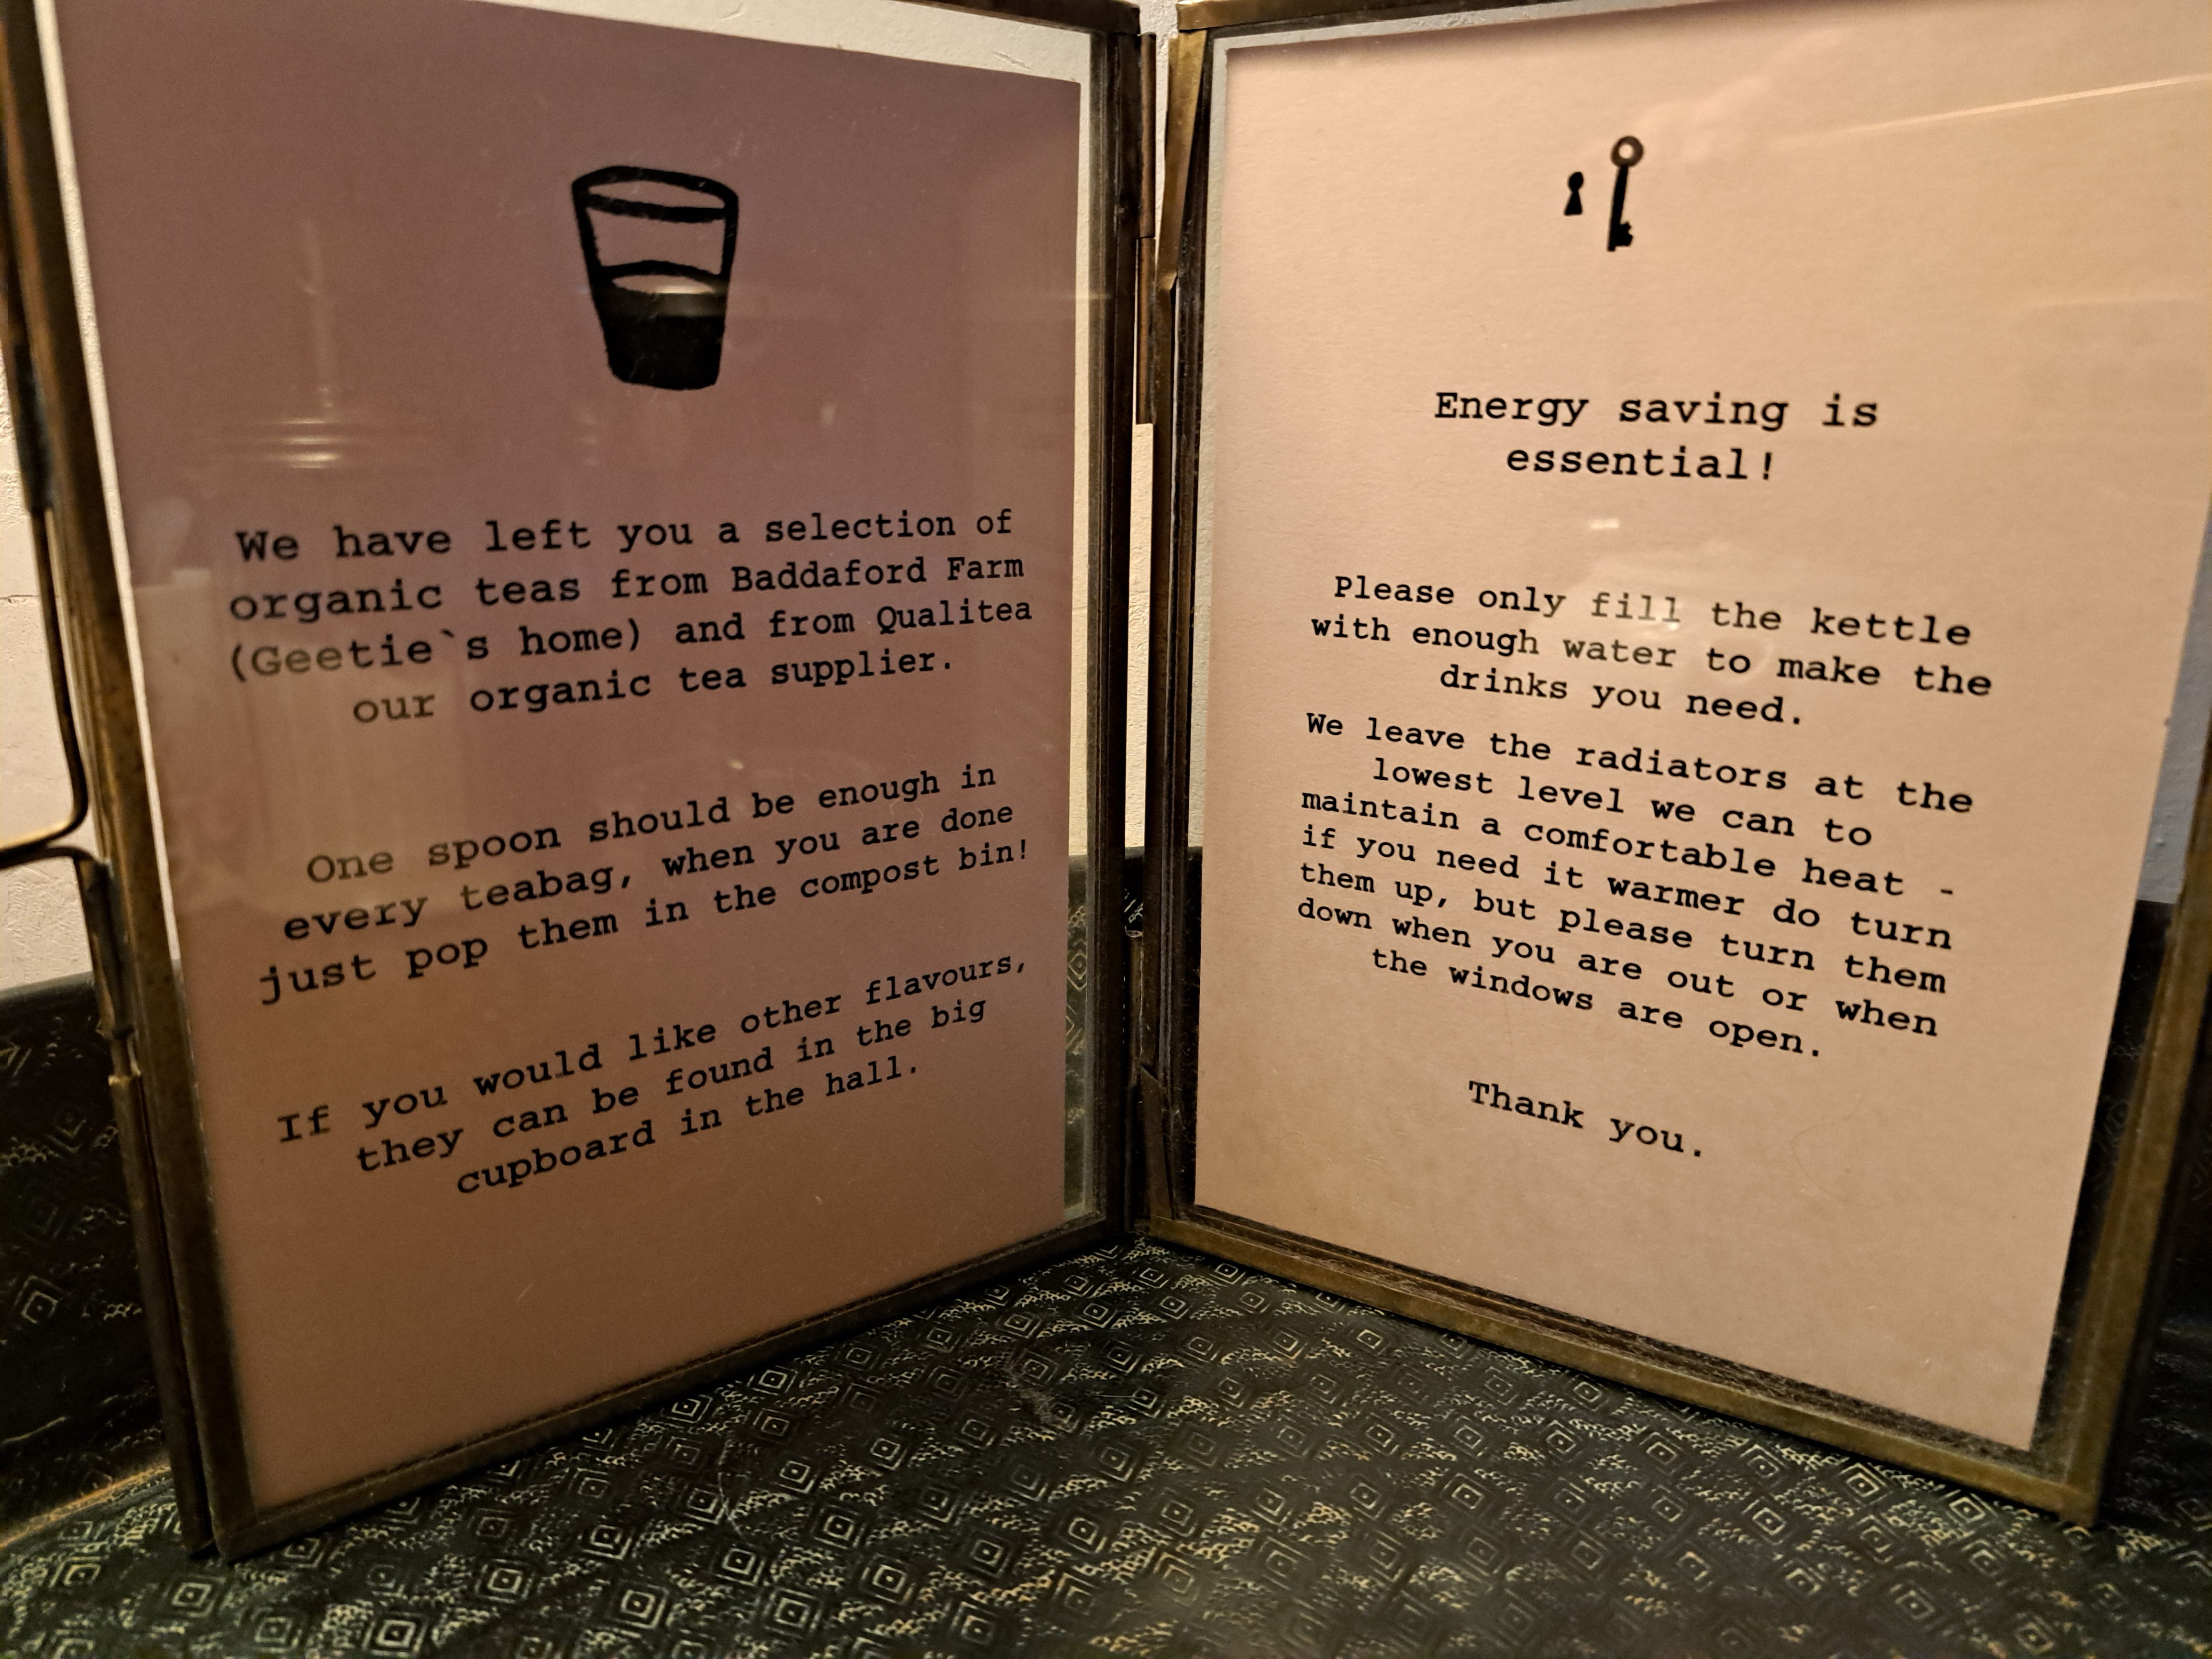 We have left you a selection of
organic teas from Baddaford Farm
(Geetie`s home) and from Qualitea
our organic tea supplier.
One spoon should be enough in
every teabag, when you are done
just pop them in the compost bin!
If you would like other flavours,
they can be found in the big
cupboard in the hall.
Energy saving is
essential!
Please only fill the kettle
with enough water to make the
drinks you need.
We leave the radiators at the
lowest level we can to
maintain a comfortable heat -
if you need it warmer do turn
them up, but please turn them
down when you are out or when
the windows are open.
Thank you.